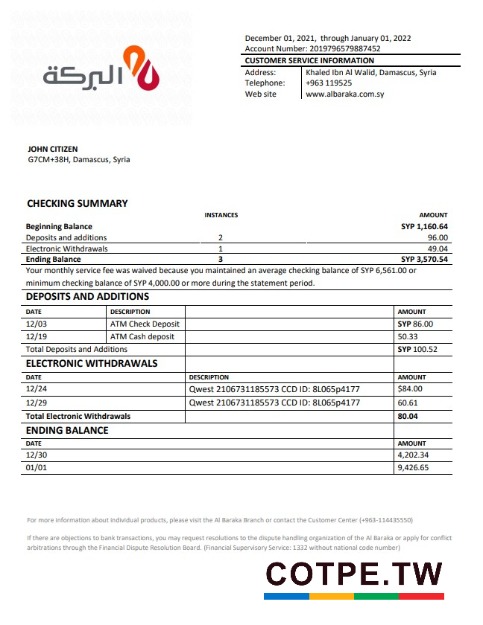 December 01, 2021, through January 01, 2022
Account Number: 2019796579887452
CUSTOMER SERVICE INFORMATION
Address: Khaled Ibn Al Walid, Damascus, Syria
Telephone: +963 119525
Web site www.albaraka.com.sy
البركة
JOHN CITIZEN
G7CM+38H, Damascus, Syria
CHECKING SUMMARY
INSTANCES AMOUNT
Beginning Balance SYP 1,160.64
Deposits and additions 2 96.00
Electronic Withdrawals 1 49.04
Ending Balance 3 SYP 3,570.54
Your monthly service fee was waived because you maintained an average checking balance of SYP 6,561.00 or
minimum checking balance of SYP 4,000.00 or more during the statement period.
DEPOSITS AND ADDITIONS
DATE DESCRIPTION AMOUNT
12/03 ATM Check Deposit SYP 86.00
12/19 ATM Cash deposit 50.33
Total Deposits and Additions SYP 100.52
ELECTRONIC WITHDRAWALS
DATE DESCRIPTION AMOUNT
12/24 Qwest 2106731185573 CCD ID: 8L065p4177 $84.00
12/29 Qwest 2106731185573 CCD ID: 8L065p4177 60.61
Total Electronic Withdrawals 80.04
ENDING BALANCE
DATE AMOUNT
12/30 4,202.34
01/01 9,426.65
For more information about individual products, please visit the Al Baraka Branch or contact the Customer Center (+963-114435550)
If there are objections to bank transactions, you may request resolutions to the dispute handling organization of the Al Baraka or apply for conflict
arbitrations through the Financial Dispute Resolution Board. (Financial Supervisory Service: 1332 without national code number)
COTPE.TW